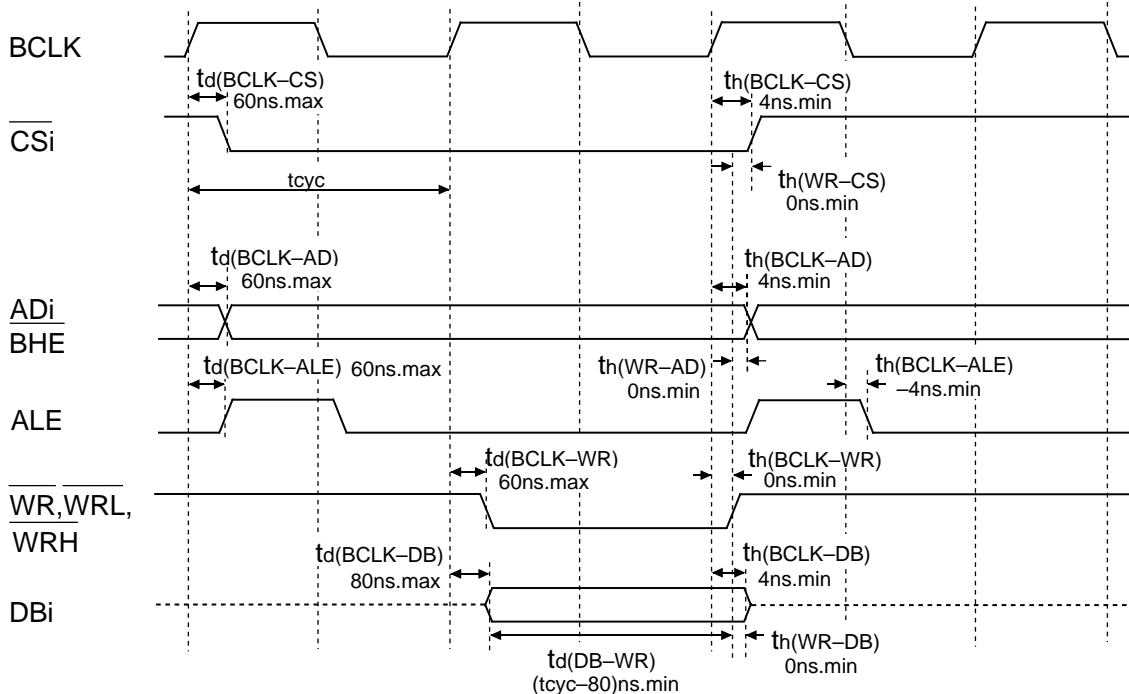 BCLK
td(BCLK–CS)
60ns.max
th(BCLK–CS)
4ns.min
CSi
tcyc
th(WR–CS)
0ns.min
td(BCLK–AD)
60ns.max
th(BCLK–AD)
4ns.min
ADi
BHE
td(BCLK–ALE) 60ns.max
th(WR–AD)
0ns.min
th(BCLK–ALE)
–4ns.min
ALE
td(BCLK–WR)
60ns.max
th(BCLK–WR)
0ns.min
WR,WRL,
WRH
td(BCLK–DB)
80ns.max
th(BCLK–DB)
4ns.min
DBi
td(DB–WR)
(tcyc–80)ns.min
th(WR–DB)
0ns.min